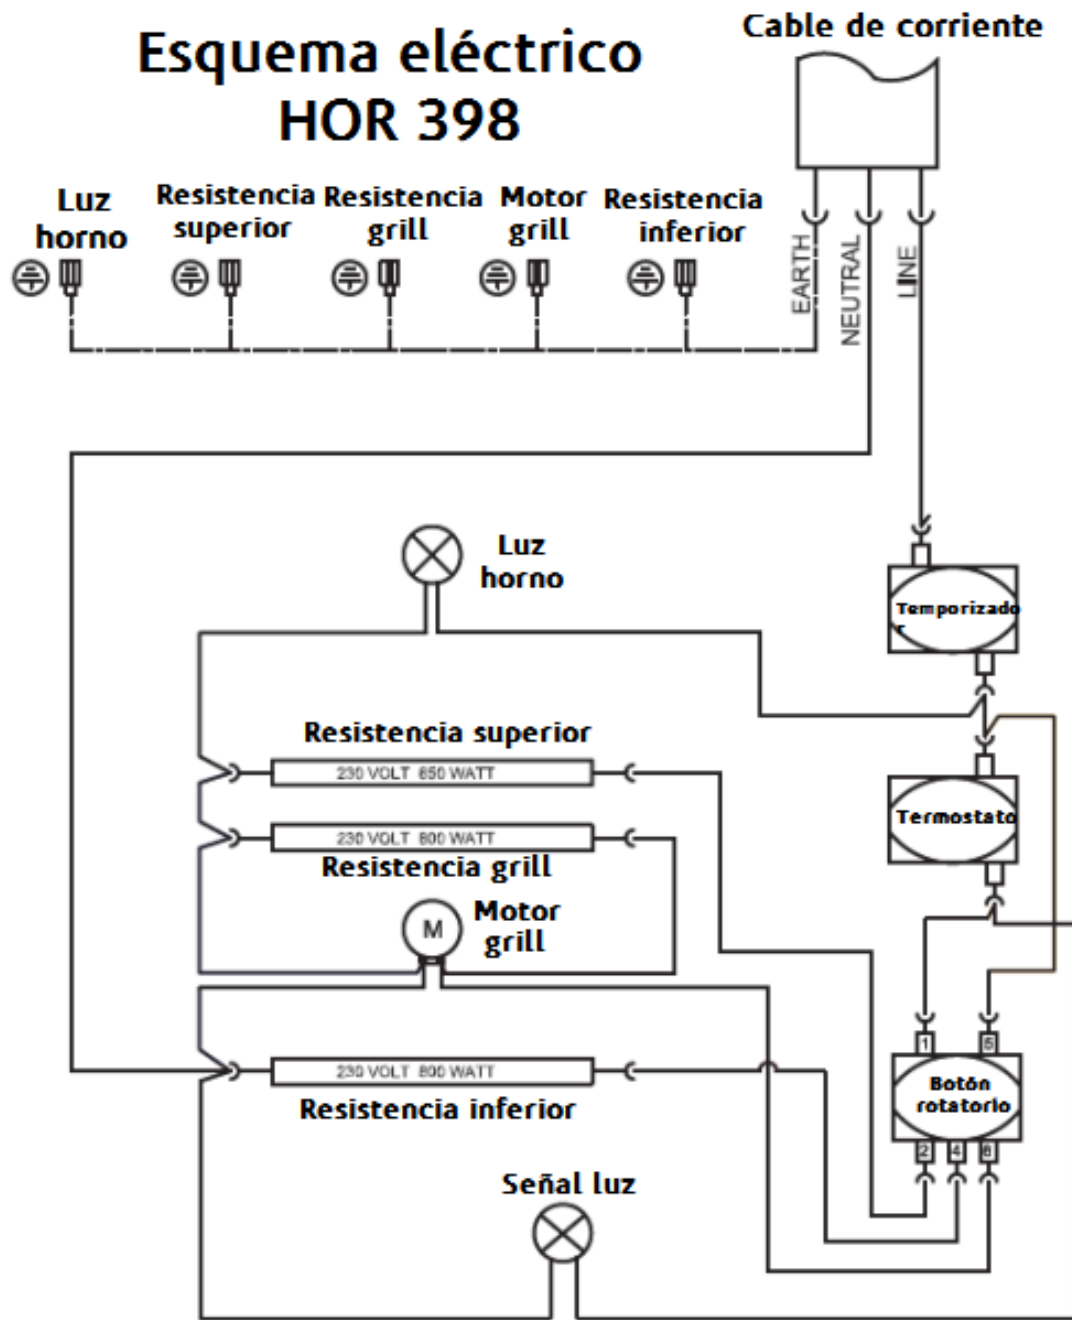 Esquema eléctrico
HOR 398
Cable de corriente
Luz
horno
Resistencia
superior
Resistencia
grill
Motor
grill
Resistencia
inferior
EARTH
NEUTRAL
LINE
Luz
horno
Temporizado
r
Resistencia superior
230 VOLT 650 WATT
Termostato
230 VOLT 800 WATT
Resistencia grill
M
Motor
grill
1
5
230 VOLT 800 WATT
Botón
rotatorio
Resistencia inferior
2
4
6
Señal luz